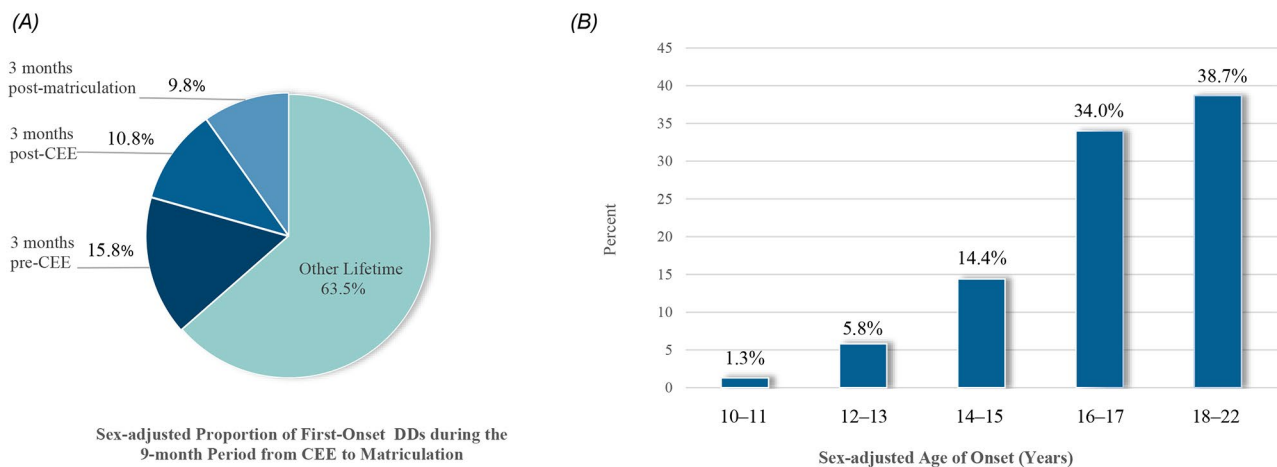 (A)
3 months
post-matriculation
9.8%
3 months
post-CEE
10.8%
3 months
pre-CEE
15.8%
Other Lifetime
63.5%
Sex-adjusted Proportion of First-Onset DDs during the
9-month Period from CEE to Matriculation
(B)
Percent
45
40
35
30
25
20
15
10
5
0
1.3%
5.8%
14.4%
34.0%
38.7%
10–11
12–13
14–15
16–17
18–22
Sex-adjusted Age of Onset (Years)